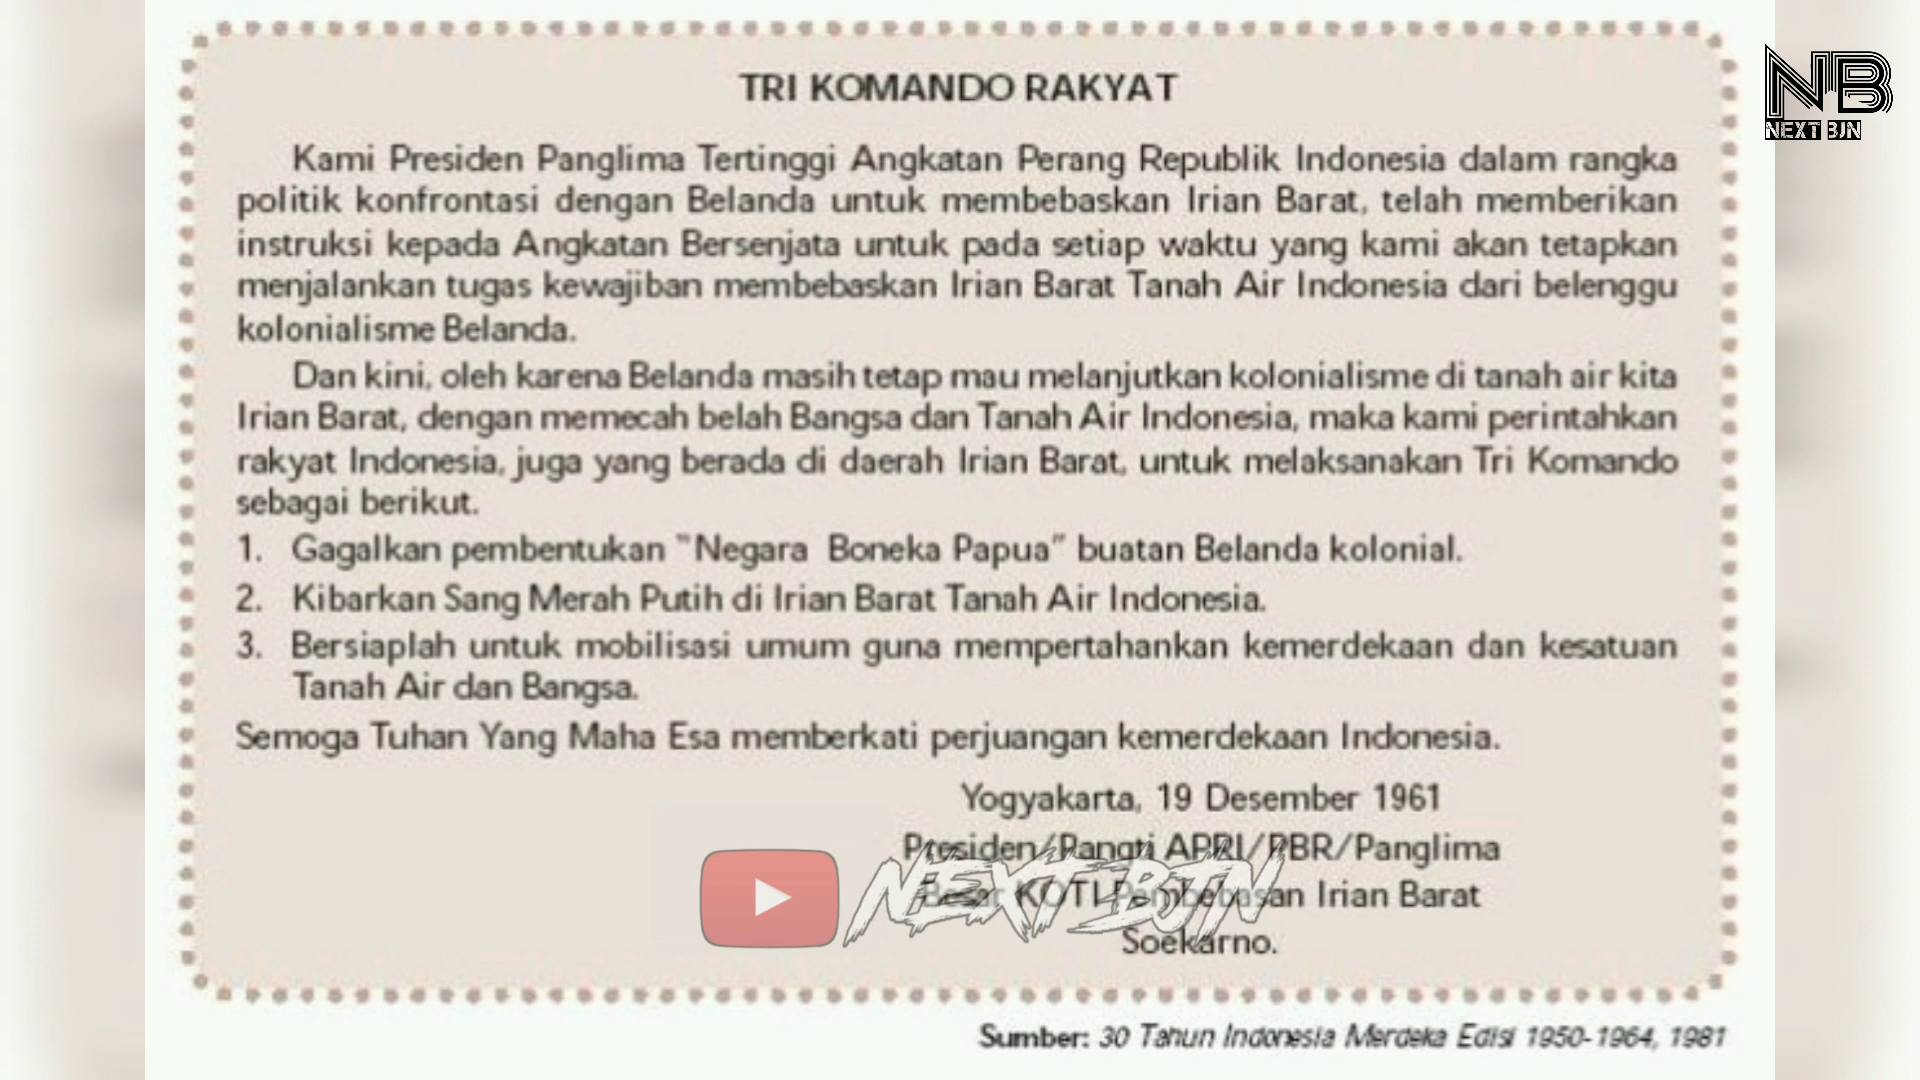 TRI KOMANDO RAKYAT
NB
NEXT BJN
Kami Presiden Panglima Tertinggi Angkatan Perang Republik Indonesia dalam rangka
politik konfrontasi dengan Belanda untuk membebaskan Irian Barat, telah memberikan
instruksi kepada Angkatan Bersenjata untuk pada setiap waktu yang kami akan tetapkan
menjalankan tugas kewajiban membebaskan Irian Barat Tanah Air Indonesia dari belenggu
kolonialisme Belanda.
Dan kini, oleh karena Belanda masih tetap mau melanjutkan kolonialisme di tanah air kita
Irian Barat, dengan memecah belah Bangsa dan Tanah Air Indonesia, maka kami perintahkan
rakyat Indonesia, juga yang berada di daerah Irian Barat, untuk melaksanakan Tri Komando
sebagai berikut.
1. Gagalkan pembentukan “Negara Boneka Papua” buatan Belanda kolonial.
2. Kibarkan Sang Merah Putih di Irian Barat Tanah Air Indonesia.
3. Bersiaplah untuk mobilisasi umum guna mempertahankan kemerdekaan dan kesatuan
Tanah Air dan Bangsa.
Semoga Tuhan Yang Maha Esa memberkati perjuangan kemerdekaan Indonesia.
Yogyakarta, 19 Desember 1961
Presiden/Pangti APRI/PBR/Panglima
Besar KOTI Pembebasan Irian Barat
NEXT BJN
Soekarno.
Sumber: 30 Tahun Indonesia Merdeka Edisi 1950-1964, 1981